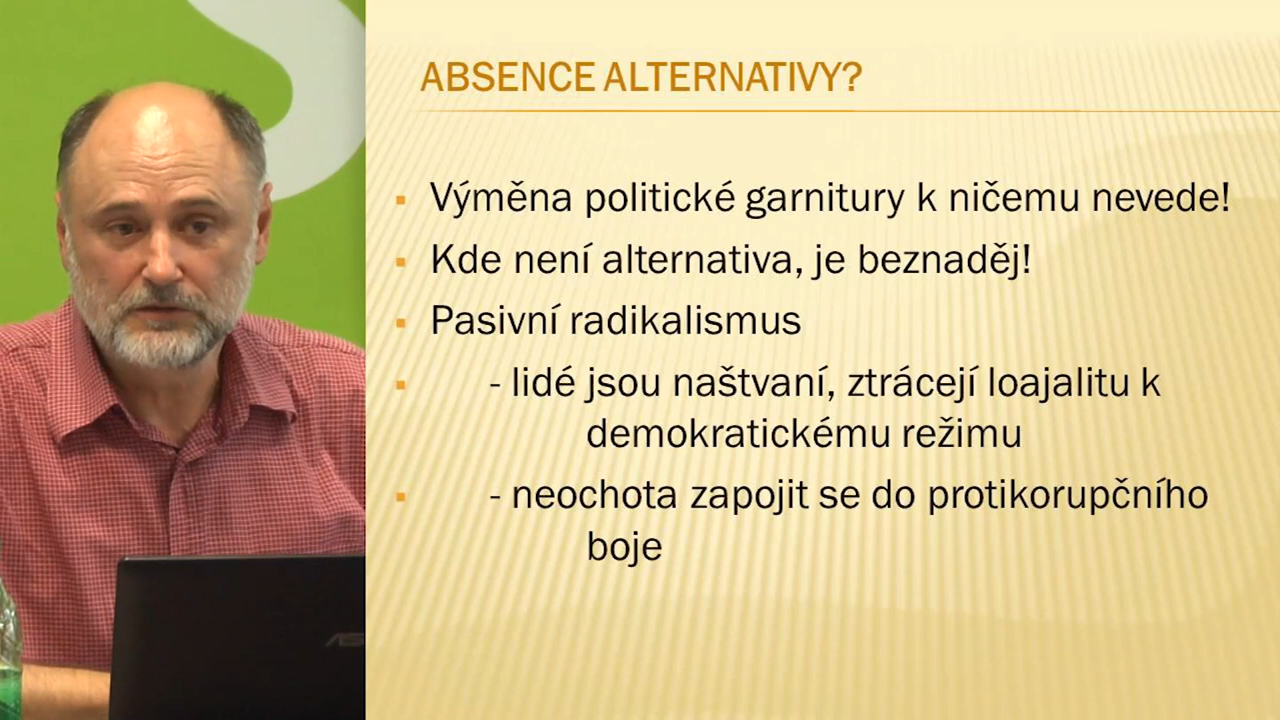 ABSENCE ALTERNATIVY?
Výměna politické garnitury k ničemu nevede!
Kde není alternativa, je beznaděj!
Pasivní radikalismus
- lidé jsou naštvaní, ztrácejí loajalitu k
demokratickému režimu
- neochota zapojit se do protikorupčního
boje